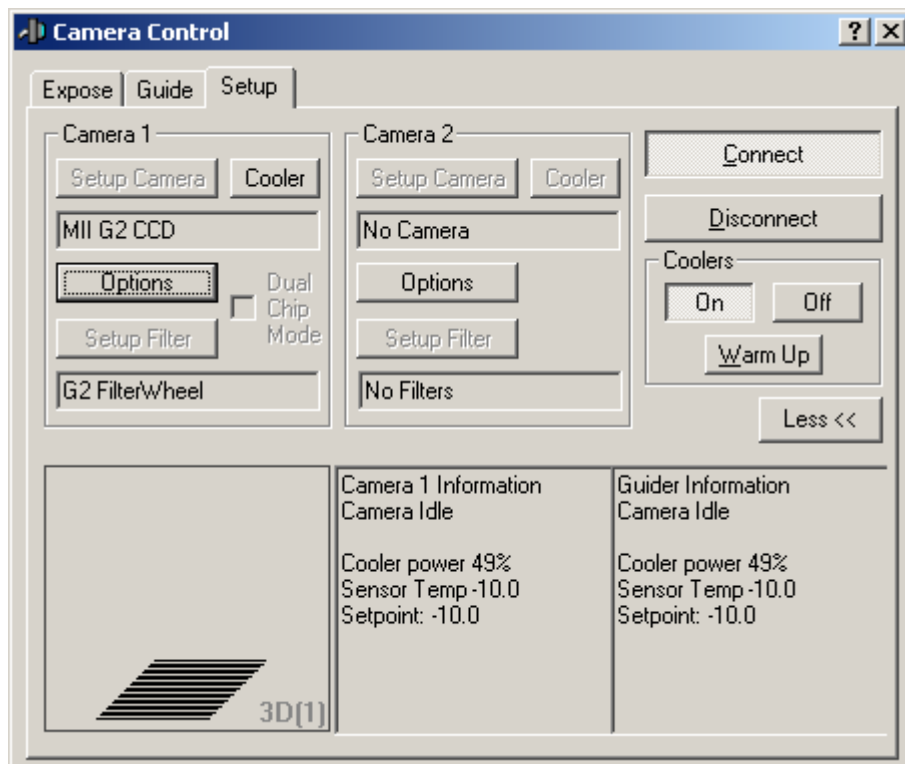 Camera Control
Expose
Guide
Setup
Camera 1
Setup Camera
Cooler
MII G2 CCD
Options
Dual
Chip
Mode
Setup Filter
G2 FilterWheel
Camera 2
Setup Camera
Cooler
No Camera
Options
Setup Filter
No Filters
Connect
Disconnect
Coolers
On
Off
Warm Up
Less <<
3D(1)
Camera 1 Information
Camera Idle
Cooler power 49%
Sensor Temp -10.0
Setpoint: -10.0
Guider Information
Camera Idle
Cooler power 49%
Sensor Temp -10.0
Setpoint: -10.0